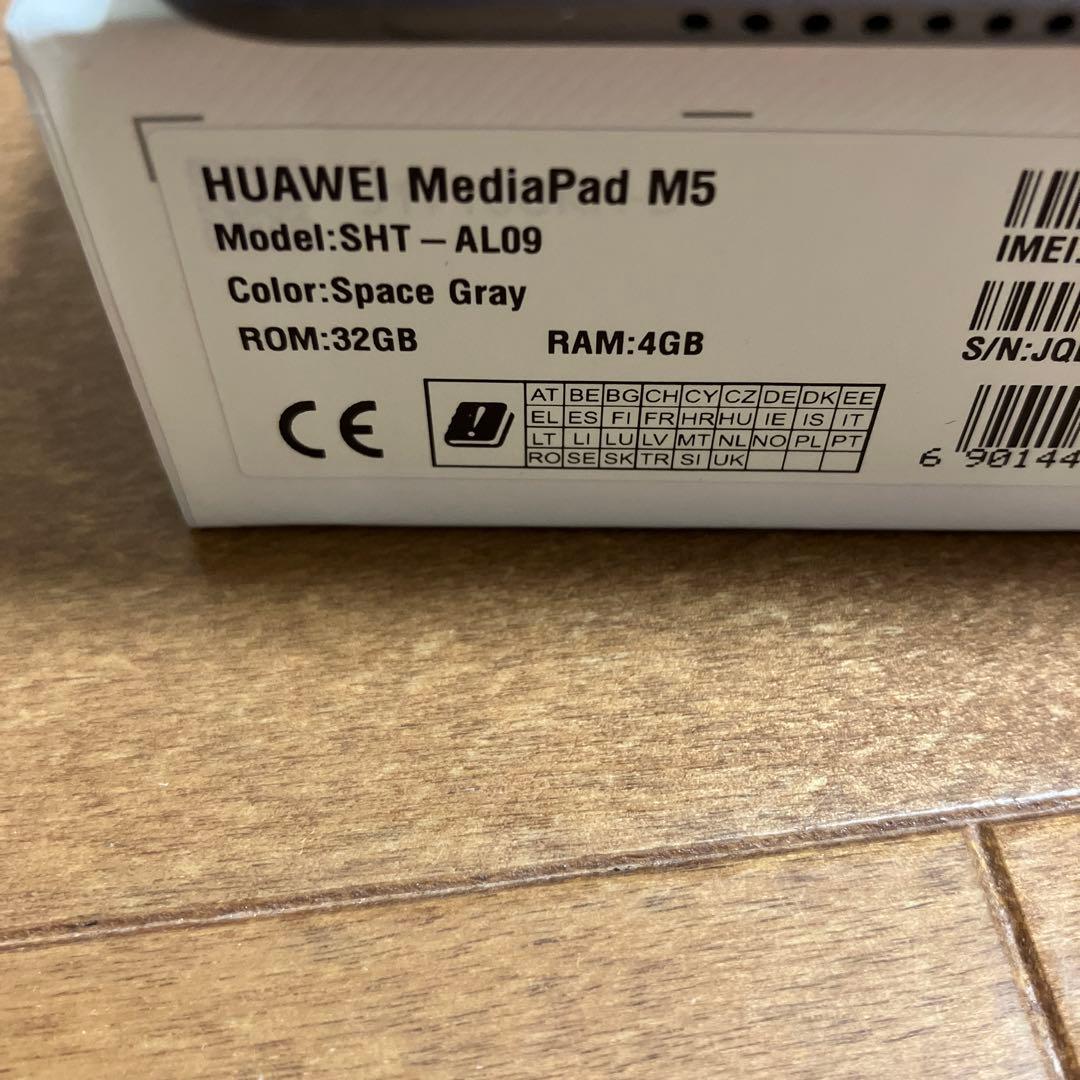 HUAWEI MediaPad M5
Model:SHT – AL09
Color:Space Gray
ROM:32GB RAM:4GB
CE
AT BE BG CH CY CZ DE DK EE
EL ES FI FR HR HU IE IS IT
LT LI LU LV MT NL NO PL PT
RO SE SK TR SI UK
IMEI
S/N:JQ
6 90144